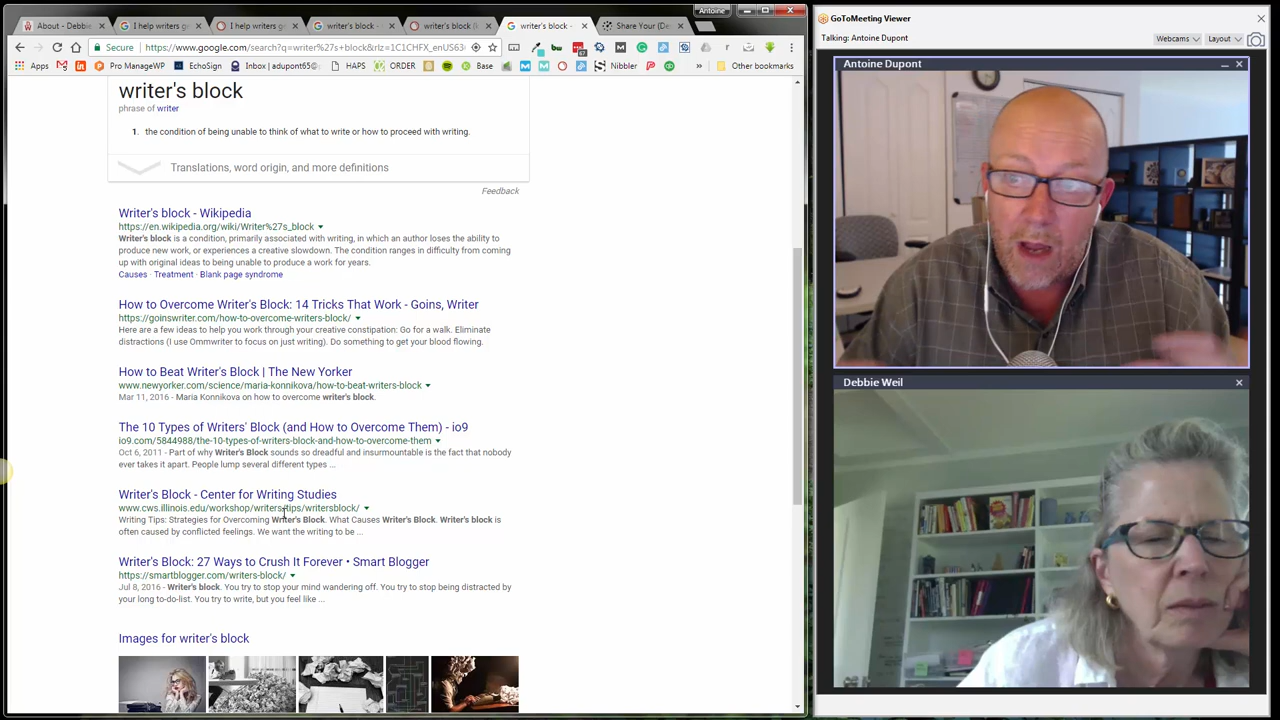 Antoine
About - Debbie
I help writers gr
I help writers ge
writer's block -
writer's block (b
writer's block -
Share Your (De
Secure
https://www.google.com/search?q=writer%27s+block&rlz=1C1CHFX_enUS63
Apps
Pro ManageWP
EchoSign
Inbox - adupont65@
HAPS
ORDER
Google Analytics
Base
UL
in
Nibbler
»
Other bookmarks
writer's block
phrase of writer
1. the condition of being unable to think of what to write or how to proceed with writing.
Translations, word origin, and more definitions
Feedback
Writer's block - Wikipedia
https://en.wikipedia.org/wiki/Writer%27s_block
Writer's block is a condition, primarily associated with writing, in which an author loses the ability to
produce new work, or experiences a creative slowdown. The condition ranges in difficulty from coming
up with original ideas to being unable to produce a work for years.
Causes · Treatment · Blank page syndrome
How to Overcome Writer's Block: 14 Tricks That Work - Goins, Writer
https://goinswriter.com/how-to-overcome-writers-block/
Here are a few ideas to help you work through your creative constipation: Go for a walk. Eliminate
distractions (I use Ommwriter to focus on just writing). Do something to get your blood flowing.
How to Beat Writer's Block | The New Yorker
www.newyorker.com/science/maria-konnikova/how-to-beat-writers-block
Mar 11, 2016 - Maria Konnikova on how to overcome writer's block.
The 10 Types of Writers' Block (and How to Overcome Them) - io9
io9.com/5844988/the-10-types-of-writers-block-and-how-to-overcome-them
Oct 6, 2011 - Part of why Writer's Block sounds so dreadful and insurmountable is the fact that nobody
ever takes it apart. People lump several different types ...
Writer's Block - Center for Writing Studies
www.cws.illinois.edu/workshop/writers/tips/writersblock/
Writing Tips: Strategies for Overcoming Writer's Block. What Causes Writer's Block. Writer's block is
often caused by conflicted feelings. We want the writing to be ...
Writer's Block: 27 Ways to Crush It Forever • Smart Blogger
https://smartblogger.com/writers-block/
Jul 8, 2016 - Writer's block. You try to stop your mind wandering off. You try to stop being distracted by
your long to-do-list. You try to write, but you feel like ...
Images for writer's block
GoToMeeting Viewer
Talking: Antoine Dupont
Webcams
Layout
Antoine Dupont
Debbie Weil